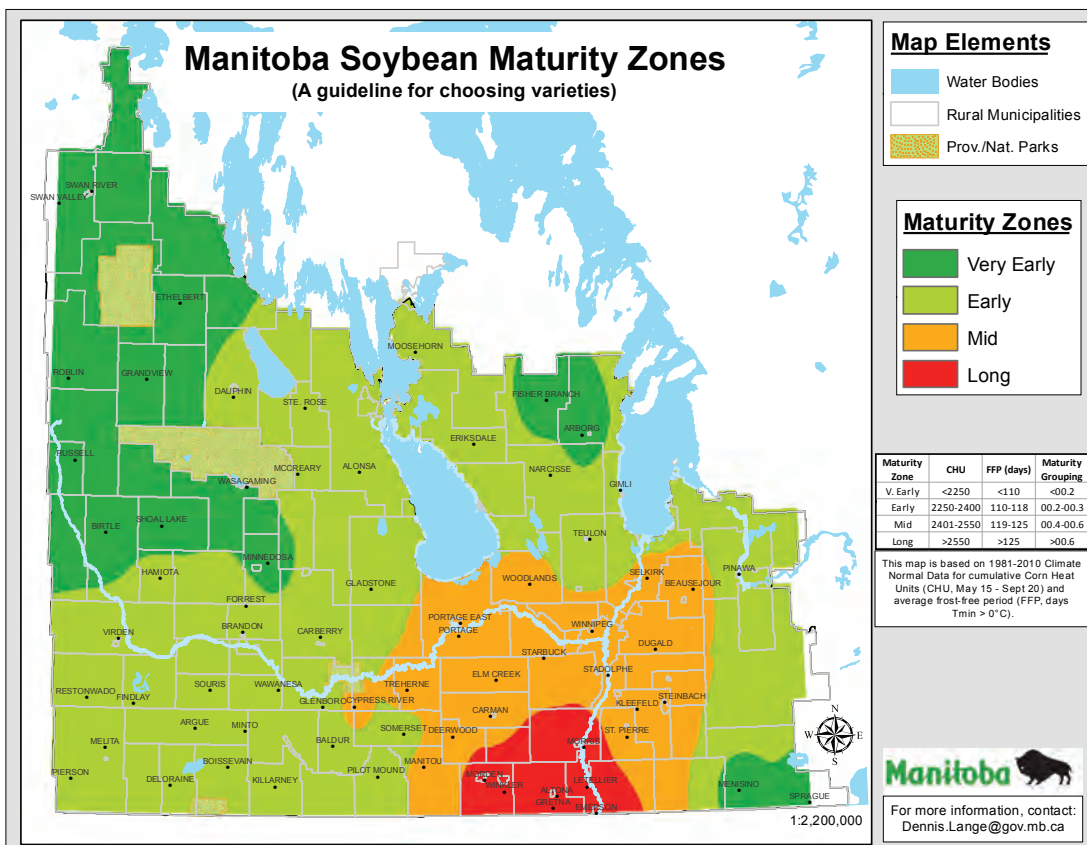 Manitoba Soybean Maturity Zones
(A guideline for choosing varieties)
SWAN RIVER
SWAN VALLEY
ETHELBERT
MOOSEHORN
ROBLIN
GRANDVIEW
DAUPHIN
STE. ROSE
FISHER BRANCH
ARBORG
ERIKSDALE
RUSSELL
MCCREARY
ALONSA
NARCISSE
WASAGAMING
GIMLI
BIRTLE
SHOAL LAKE
TEULON
MINNEDOSA
HAMIOTA
GLADSTONE
WOODLANDS
SELKIRK
BEAUSEJOUR
PINAWA
FORREST
PORTAGE EAST
PORTAGE
VIRDEN
BRANDON
CARBERRY
WINNIPEG
DUGALD
STARBUCK
STADOLPHE
RESTONWADO
FINDLAY
SOURIS
WAWANESA
TREHERNE
ELM CREEK
STEINBACH
GLENBORO
CYPRESS RIVER
KLEEFELD
CARMAN
ARGUE
MINTO
SOMERSET
DEERWOOD
ST. PIERRE
MELITA
BALDUR
MORRIS
BOISSEVAIN
MANITOU
PIERSON
DELORAINE
KILLARNEY
PILOT MOUND
MORDEN
WINKLER
LETELLIER
ALTONA
GRETNA
EMERSON
MENISINO
SPRAGUE
N
W E
S
1:2,200,000
Map Elements
Water Bodies
Rural Municipalities
Prov./Nat. Parks
Maturity Zones
Very Early
Early
Mid
Long
Maturity Zone CHU FFP (days) Maturity Grouping
V. Early <2250 <110 <00.2
Early 2250-2400 110-118 00.2-00.3
Mid 2401-2550 119-125 00.4-00.6
Long >2550 >125 >00.6
This map is based on 1981-2010 Climate
Normal Data for cumulative Corn Heat
Units (CHU, May 15 - Sept 20) and
average frost-free period (FFP, days
Tmin > 0°C).
Manitoba
For more information, contact:
Dennis.Lange@gov.mb.ca